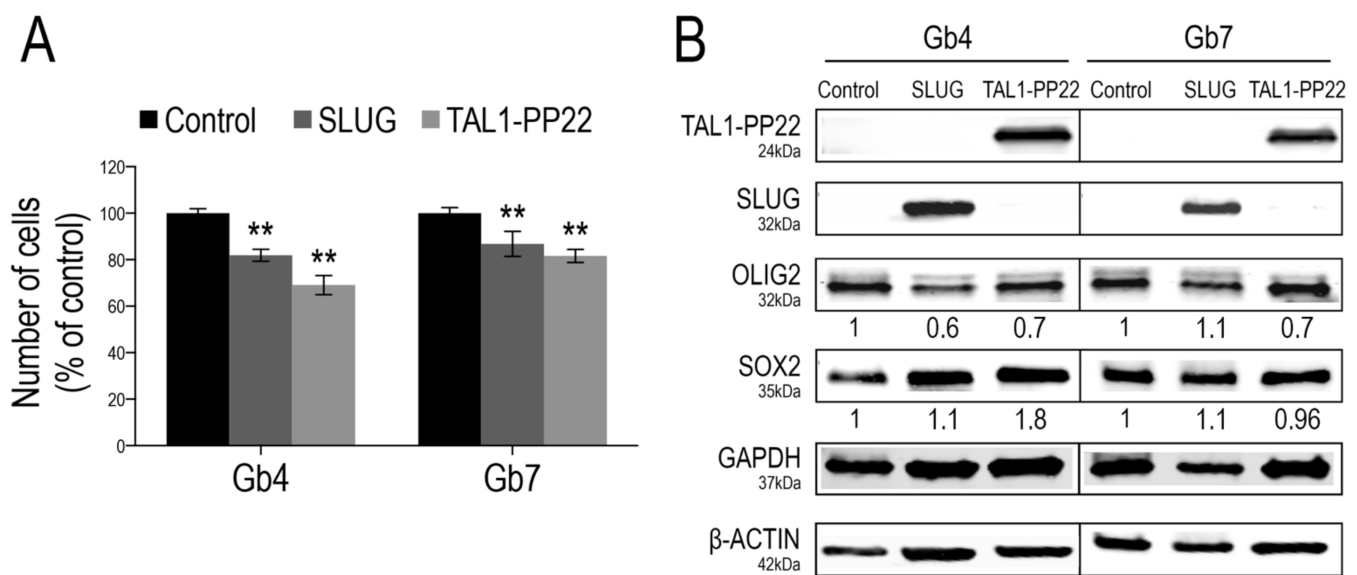 A
Control SLUG TAL1-PP22
Number of cells
(% of control)
120
100
80
60
40
20
0
** ** ** **
Gb4 Gb7
B
Gb4 Gb7
Control SLUG TAL1-PP22 Control SLUG TAL1-PP22
TAL1-PP22
24kDa
SLUG
32kDa
OLIG2
32kDa
1 0.6 0.7 1 1.1 0.7
SOX2
35kDa
1 1.1 1.8 1 1.1 0.96
GAPDH
37kDa
β-ACTIN
42kDa